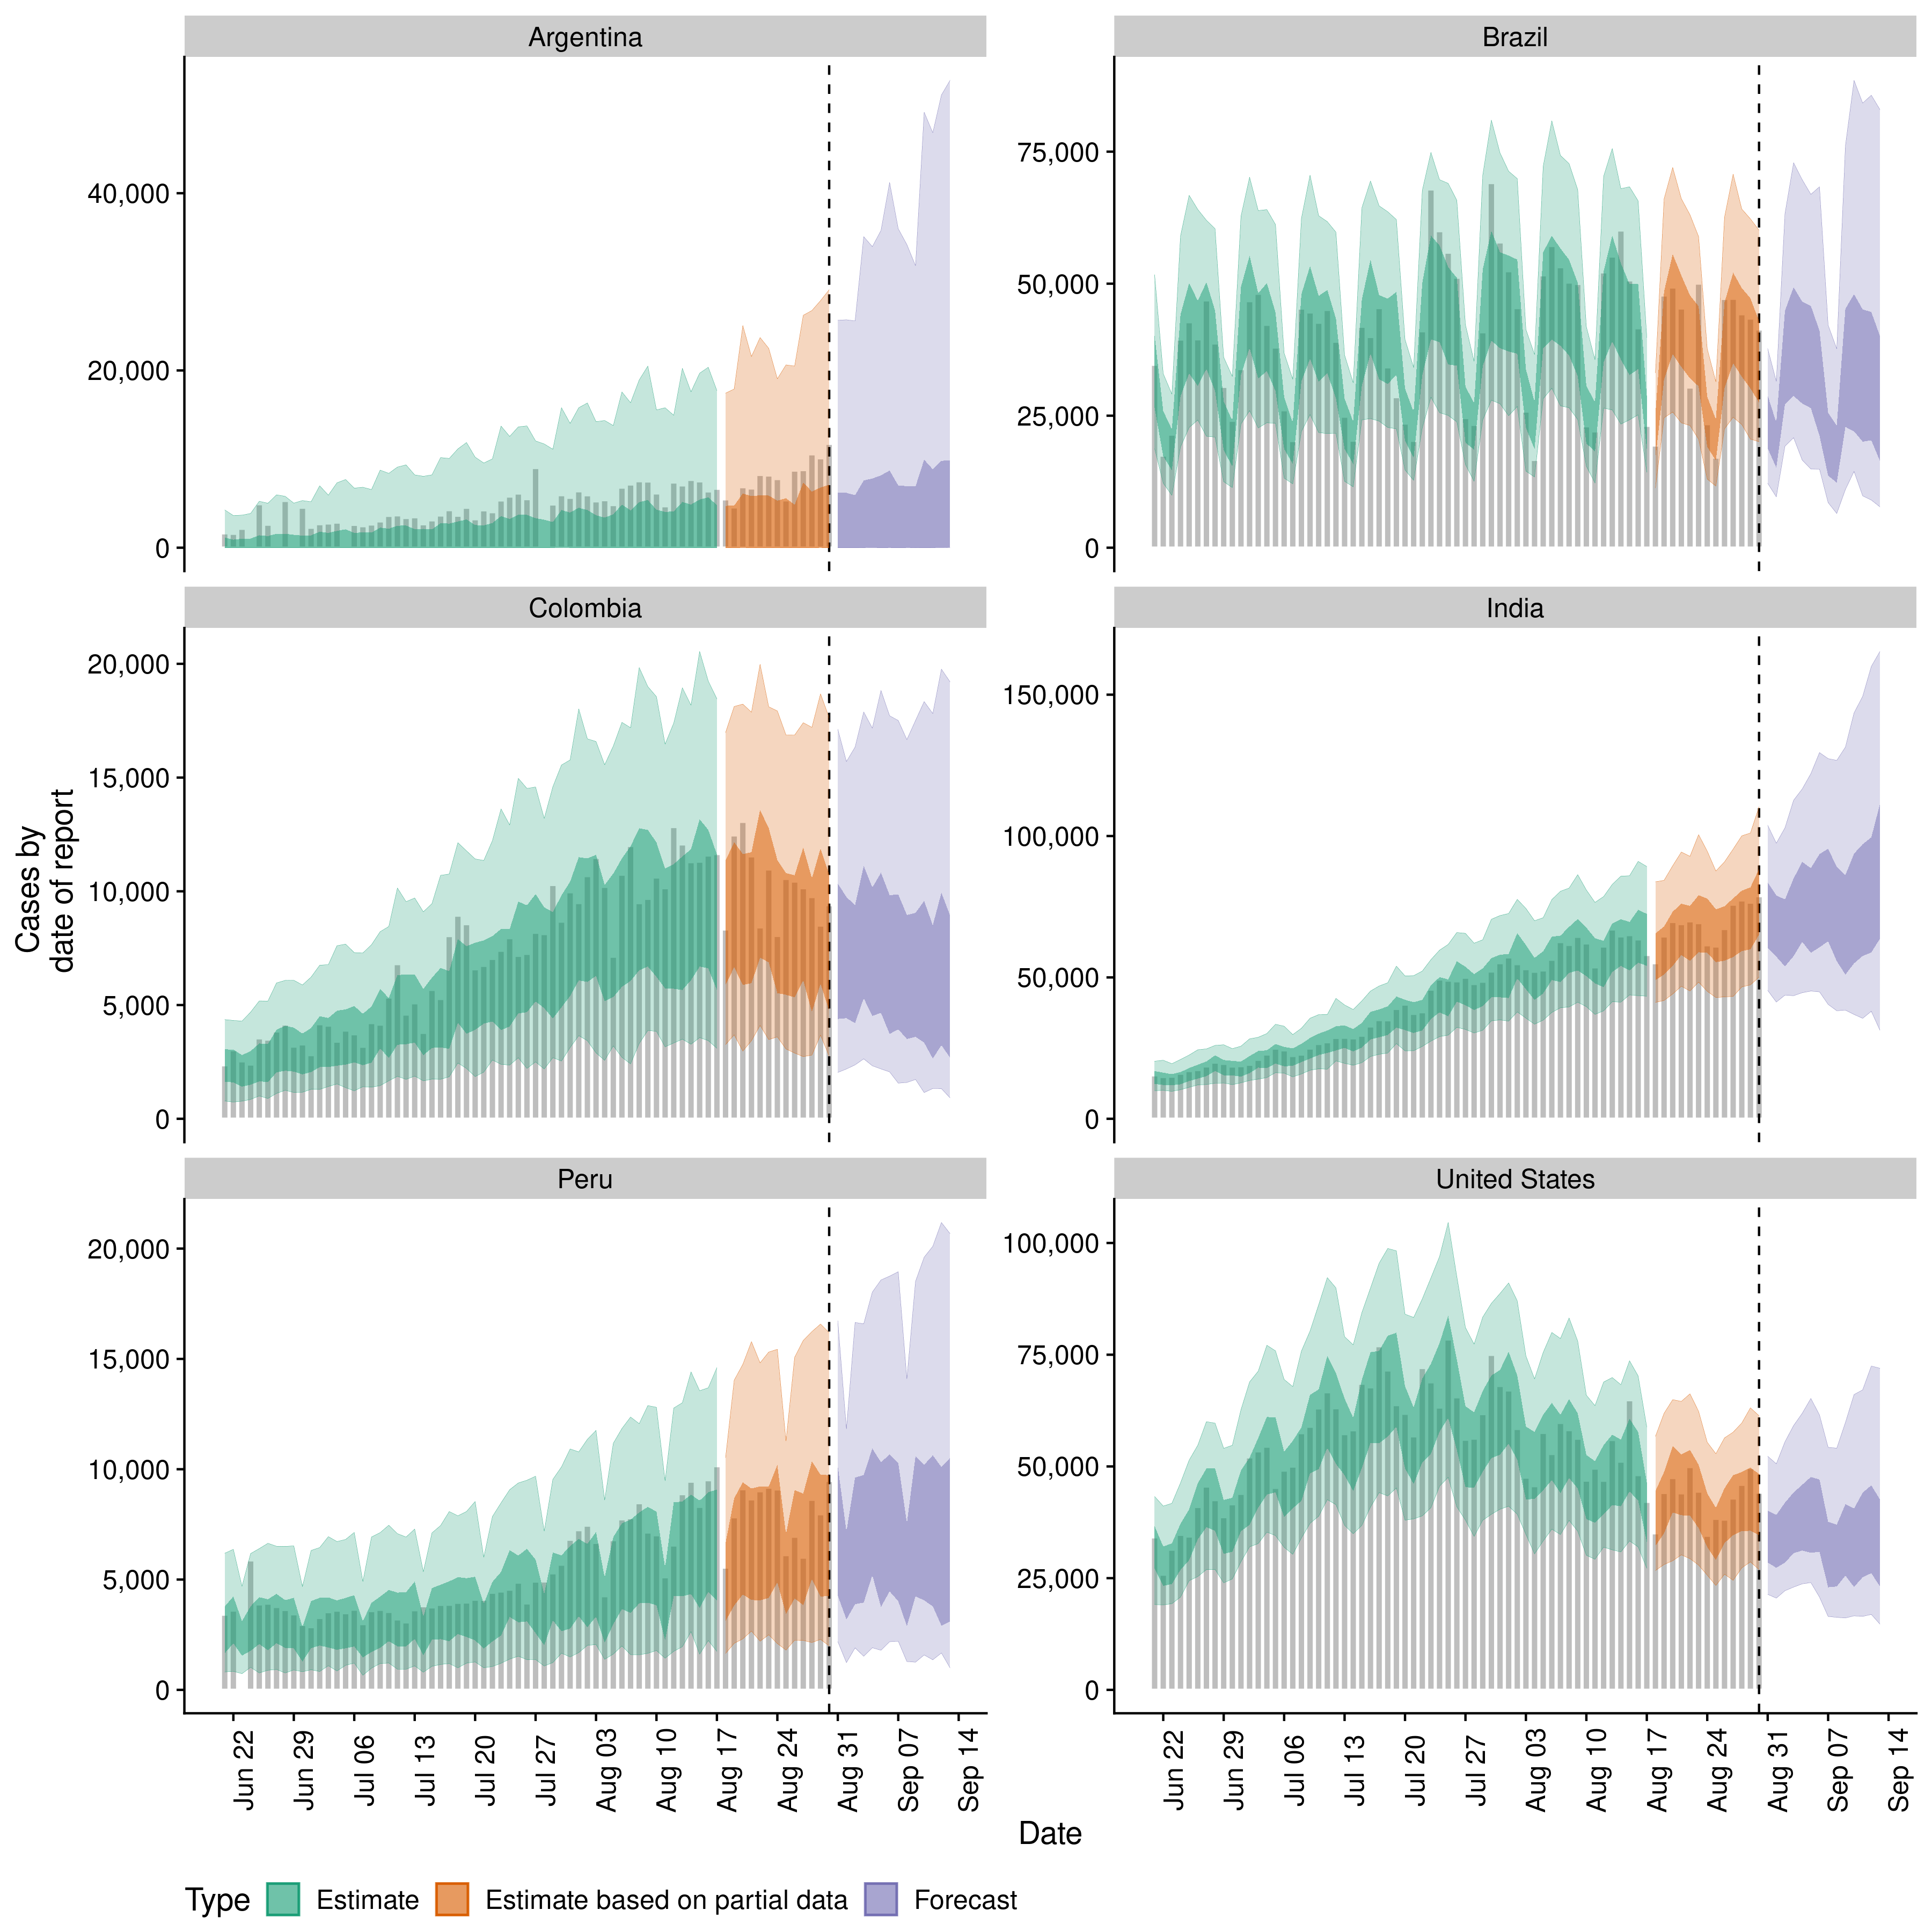 Argentina
Brazil
40,000
20,000
0
75,000
50,000
25,000
0
Colombia
India
20,000
15,000
10,000
5,000
0
150,000
100,000
50,000
0
Cases by
date of report
Peru
United States
20,000
15,000
10,000
5,000
0
100,000
75,000
50,000
25,000
0
Jun 22
Jun 29
Jul 06
Jul 13
Jul 20
Jul 27
Aug 03
Aug 10
Aug 17
Aug 24
Aug 31
Sep 07
Sep 14
Jun 22
Jun 29
Jul 06
Jul 13
Jul 20
Jul 27
Aug 03
Aug 10
Aug 17
Aug 24
Aug 31
Sep 07
Sep 14
Date
Type Estimate Estimate based on partial data Forecast